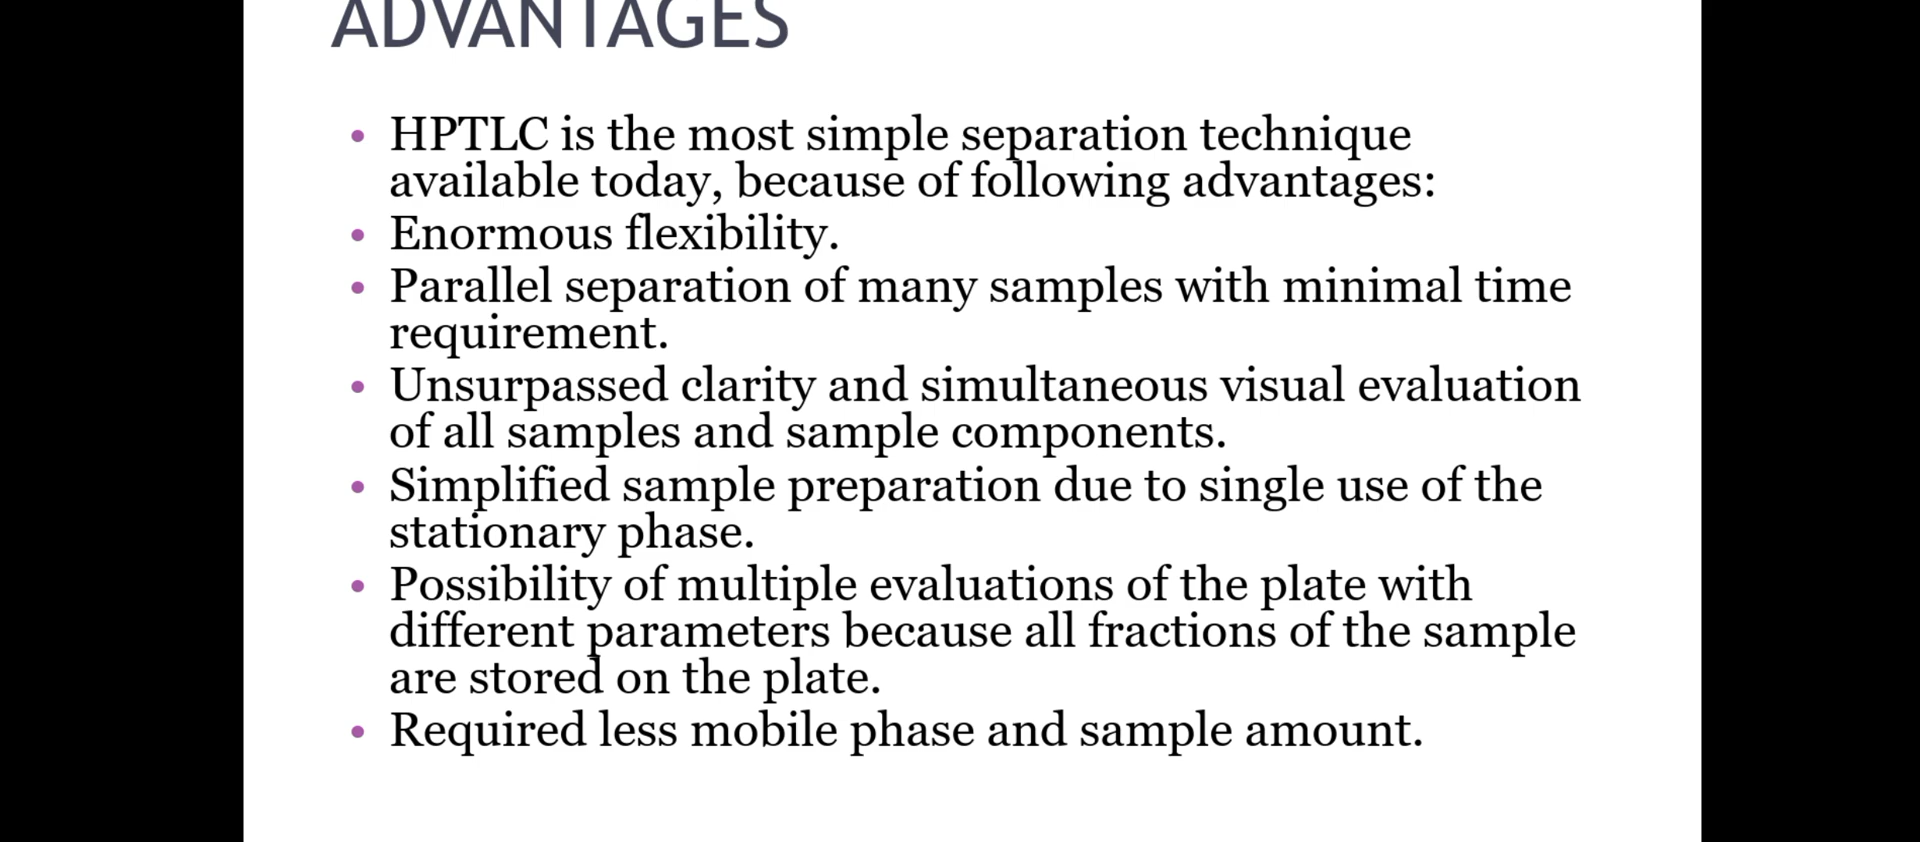 ADVANTAGES
• HPTLC is the most simple separation technique
available today, because of following advantages:
• Enormous flexibility.
• Parallel separation of many samples with minimal time
requirement.
• Unsurpassed clarity and simultaneous visual evaluation
of all samples and sample components.
• Simplified sample preparation due to single use of the
stationary phase.
• Possibility of multiple evaluations of the plate with
different parameters because all fractions of the sample
are stored on the plate.
• Required less mobile phase and sample amount.